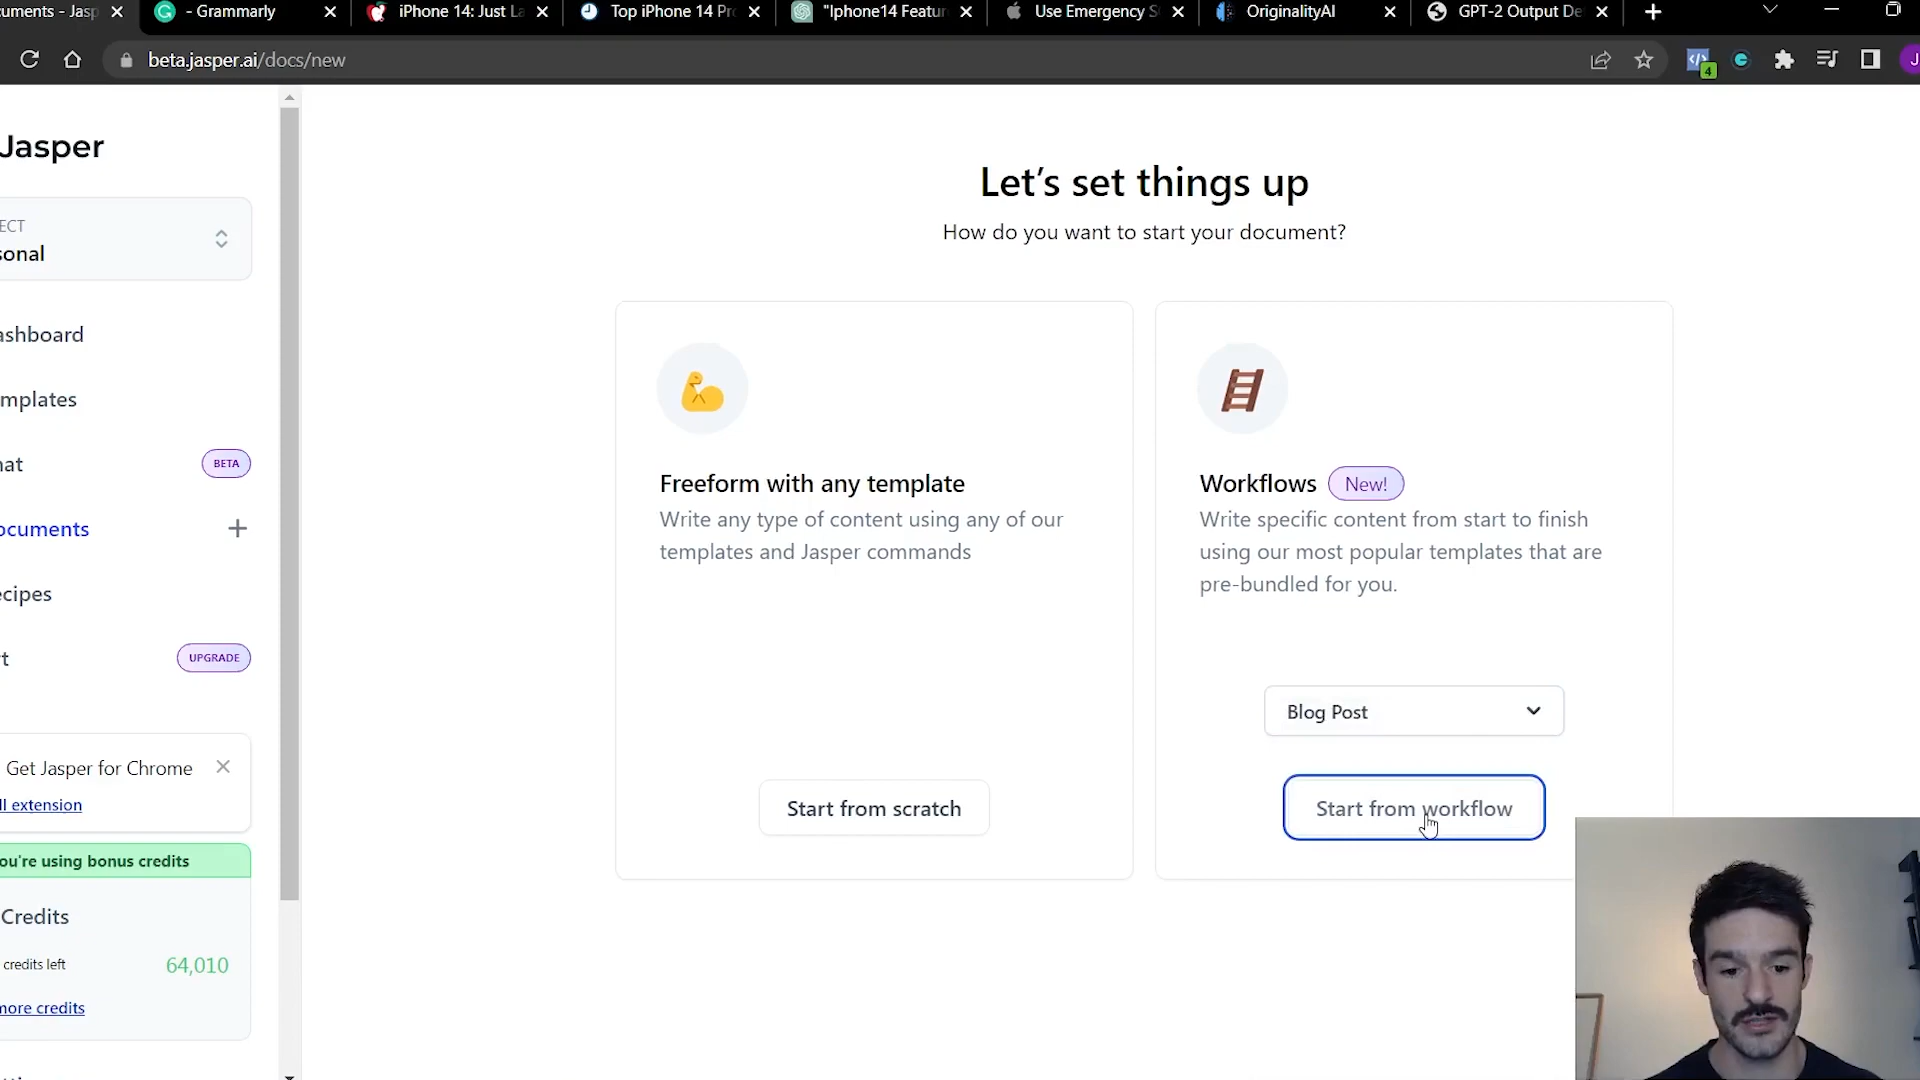 cuments - Jasp
- Grammarly
iPhone 14: Just La
Top iPhone 14 Pr
"Iphone14 Featur
Use Emergency S
OriginalityAI
GPT-2 Output De
beta.jasper.ai/docs/new
4
J
Jasper
ECT
sonal
ashboard
mplates
hat
BETA
ocuments
ecipes
rt
UPGRADE
Get Jasper for Chrome
ll extension
ou're using bonus credits
Credits
credits left
64,010
more credits
Let's set things up
How do you want to start your document?
Freeform with any template
Write any type of content using any of our
templates and Jasper commands
Start from scratch
Workflows
New!
Write specific content from start to finish
using our most popular templates that are
pre-bundled for you.
Blog Post
Start from workflow